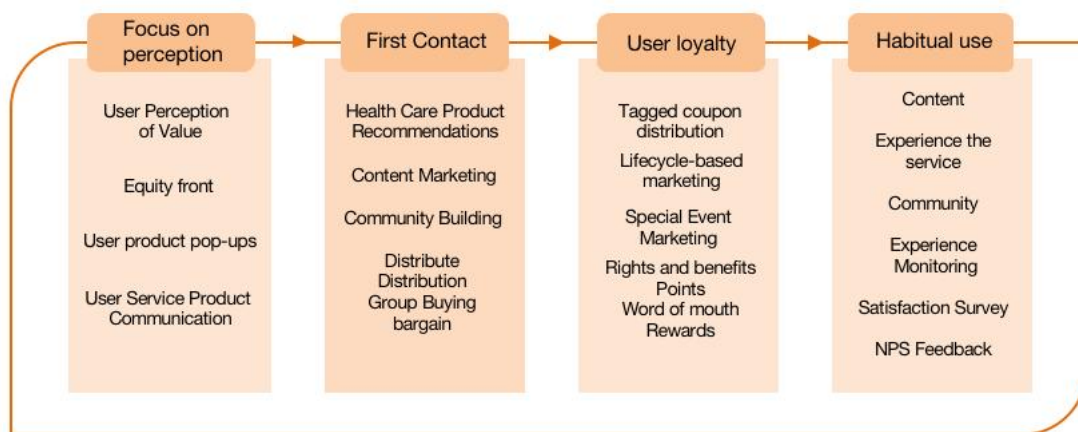 Focus on
perception
First Contact
User loyalty
Habitual use
User Perception
of Value
Equity front
User product pop-ups
User Service Product
Communication
Health Care Product
Recommendations
Content Marketing
Community Building
Distribute
Distribution
Group Buying
bargain
Tagged coupon
distribution
Lifecycle-based
marketing
Special Event
Marketing
Rights and benefits
Points
Word of mouth
Rewards
Content
Experience the
service
Community
Experience
Monitoring
Satisfaction Survey
NPS Feedback